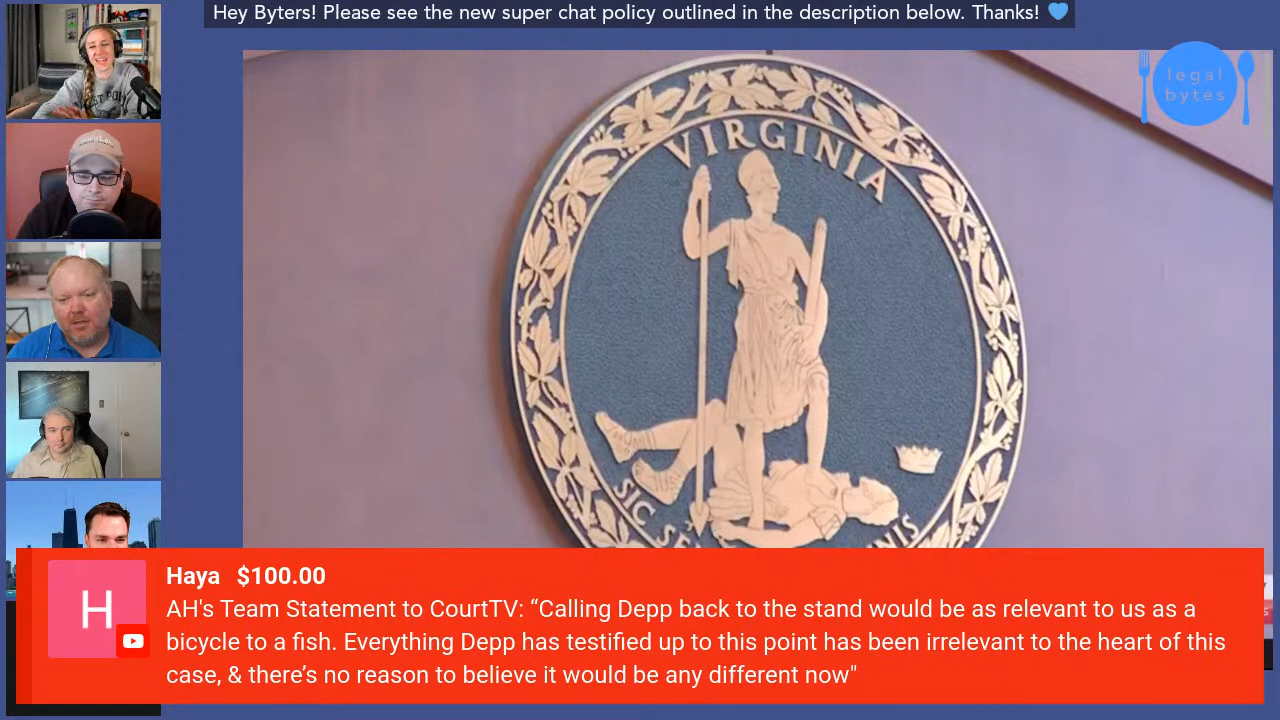 Hey Byters! Please see the new super chat policy outlined in the description below. Thanks! 💙
legal
bytes
VIRGINIA
SIC
H
Haya $100.00
AH's Team Statement to CourtTV: “Calling Depp back to the stand would be as relevant to us as a
bicycle to a fish. Everything Depp has testified up to this point has been irrelevant to the heart of this
case, & there’s no reason to believe it would be any different now"